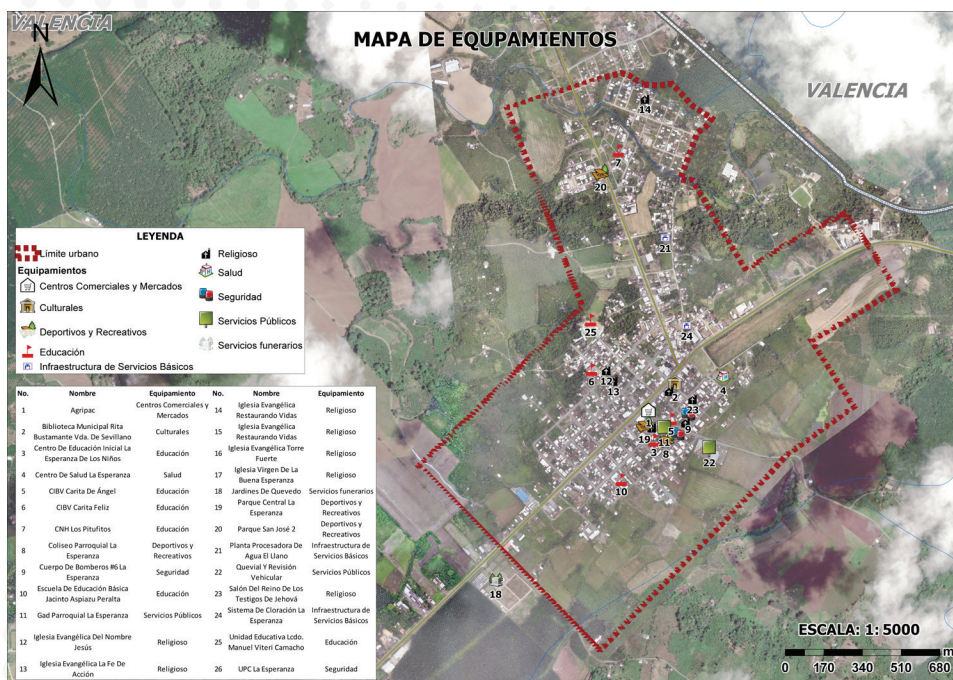 VALENCIA
N
MAPA DE EQUPAMIENTOS
VALENCIA
14
7
20
21
25
24
6
12
13
2
4
23
1
5
9
19
11
3
8
22
10
18
LEYENDA
Límite urbano
Equipamientos
Centros Comerciales y Mercados
Culturales
Deportivos y Recreativos
Educación
Infraestructura de Servicios Básicos
Religioso
Salud
Seguridad
Servicios Públicos
Servicios funerarios
No. Nombre Equipamiento No. Nombre Equipamiento
1 Agripac Centros Comerciales y Mercados 14 Iglesia Evangélica Restaurando Vidas Religioso
2 Biblioteca Municipal Rita Bustamante Vda. De Sevillano Culturales 15 Iglesia Evangélica Restaurando Vidas Religioso
3 Centro De Educación Inicial La Esperanza De Los Niños Educación 16 Iglesia Evangélica Torre Fuerte Religioso
4 Centro De Salud La Esperanza Salud 17 Iglesia Virgen De La Buena Esperanza Religioso
5 CIBV Carita De Ángel Educación 18 Jardines De Quevedo Servicios funerarios
6 CIBV Carita Feliz Educación 19 Parque Central La Esperanza Deportivos y Recreativos
7 CNH Los Pitufitos Educación 20 Parque San José 2 Deportivos y Recreativos
8 Coliseo Parroquial La Esperanza Deportivos y Recreativos 21 Planta Procesadora De Agua El Llano Infraestructura de Servicios Básicos
9 Cuerpo De Bomberos #6 La Esperanza Seguridad 22 Quevial Y Revisión Vehicular Servicios Públicos
10 Escuela De Educación Básica Jacinto Aspiazu Peralta Educación 23 Salón Del Reino De Los Testigos De Jehová Religioso
11 Gad Parroquial La Esperanza Servicios Públicos 24 Sistema De Cloración La Esperanza Infraestructura de Servicios Básicos
12 Iglesia Evangélica Del Nombre Jesús Religioso 25 Unidad Educativa Lcdo. Manuel Viteri Camacho Educación
13 Iglesia Evangélica La Fe De Acción Religioso 26 UPC La Esperanza Seguridad
ESCALA: 1: 5000
m
0 170 340 510 680